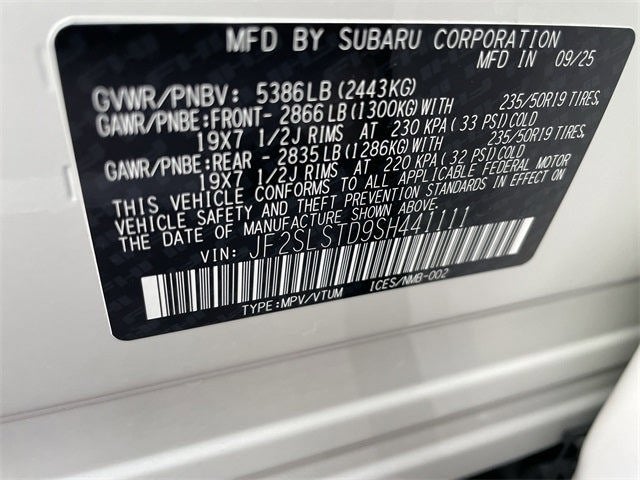 MFD BY SUBARU CORPORATION
MFD IN 09/25
GVWR/PNBV: 5386LB (2443KG)
GAWR/PNBE:FRONT- 2866 LB (1300KG) WITH 235/50R19 TIRES,
19X7 1/2J RIMS AT 230 KPA (33 PSI) COLD
GAWR/PNBE:REAR - 2835 LB (1286KG) WITH 235/50R19 TIRES,
19X7 1/2J RIMS AT 220 KPA (32 PSI) COLD
THIS VEHICLE CONFORMS TO ALL APPLICABLE FEDERAL MOTOR
VEHICLE SAFETY AND THEFT PREVENTION STANDARDS IN EFFECT ON
THE DATE OF MANUFACTURE SHOWN ABOVE.
VIN: JF2SLSTD9SH441111
TYPE:MPV/VTUM ICES/NMB-002